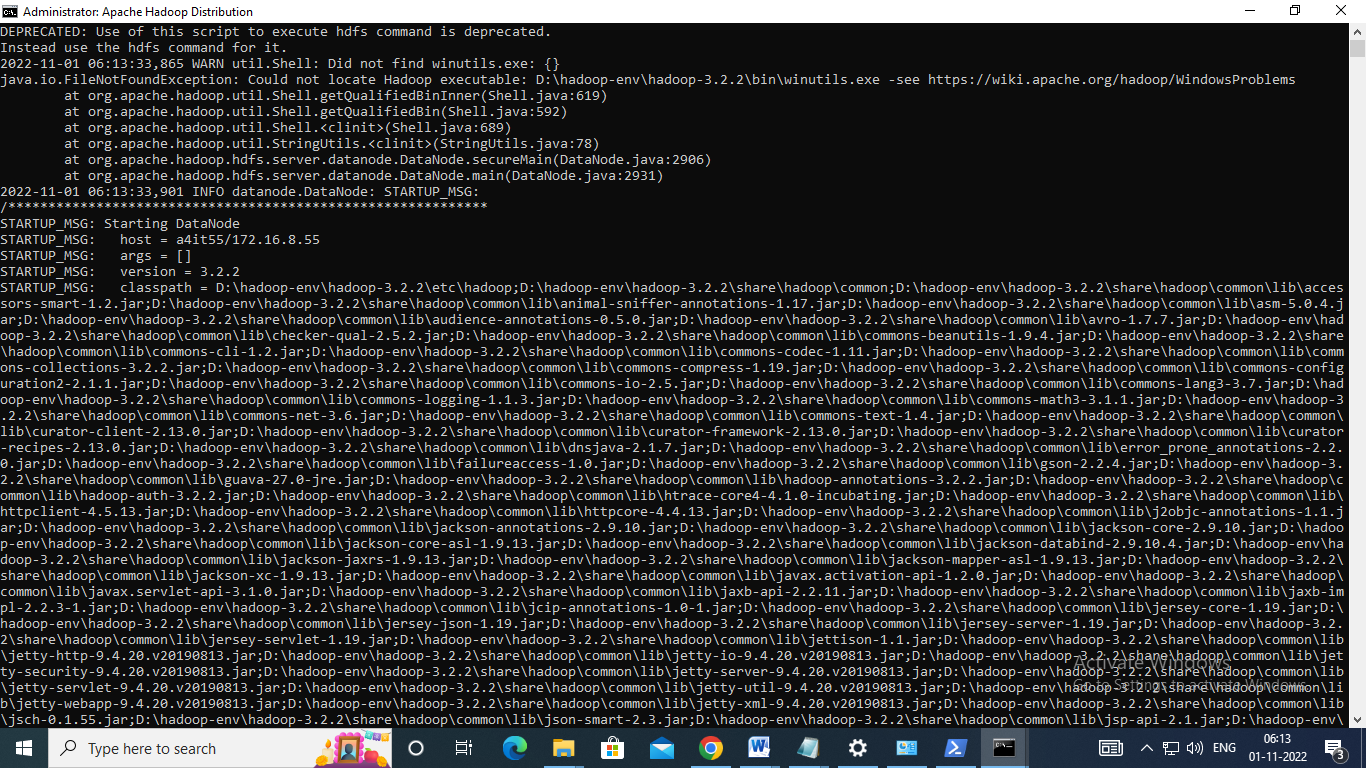 Administrator: Apache Hadoop Distribution
DEPRECATED: Use of this script to execute hdfs command is deprecated.
Instead use the hdfs command for it.
2022-11-01 06:13:33,865 WARN util.Shell: Did not find winutils.exe: {}
java.io.FileNotFoundException: Could not locate Hadoop executable: D:\hadoop-env\hadoop-3.2.2\bin\winutils.exe -see https://wiki.apache.org/hadoop/WindowsProblems
at org.apache.hadoop.util.Shell.getQualifiedBinInner(Shell.java:619)
at org.apache.hadoop.util.Shell.getQualifiedBin(Shell.java:592)
at org.apache.hadoop.util.Shell.<clinit>(Shell.java:689)
at org.apache.hadoop.util.StringUtils.<clinit>(StringUtils.java:78)
at org.apache.hadoop.hdfs.server.datanode.DataNode.secureMain(DataNode.java:2906)
at org.apache.hadoop.hdfs.server.datanode.DataNode.main(DataNode.java:2931)
2022-11-01 06:13:33,901 INFO datanode.DataNode: STARTUP_MSG:
/************************************************************
STARTUP_MSG: Starting DataNode
STARTUP_MSG:   host = a4it55/172.16.8.55
STARTUP_MSG:   args = []
STARTUP_MSG:   version = 3.2.2
STARTUP_MSG:   classpath = D:\hadoop-env\hadoop-3.2.2\etc\hadoop;D:\hadoop-env\hadoop-3.2.2\share\hadoop\common;D:\hadoop-env\hadoop-3.2.2\share\hadoop\common\lib\acces
sors-smart-1.2.jar;D:\hadoop-env\hadoop-3.2.2\share\hadoop\common\lib\animal-sniffer-annotations-1.17.jar;D:\hadoop-env\hadoop-3.2.2\share\hadoop\common\lib\asm-5.0.4.j
ar;D:\hadoop-env\hadoop-3.2.2\share\hadoop\common\lib\audience-annotations-0.5.0.jar;D:\hadoop-env\hadoop-3.2.2\share\hadoop\common\lib\avro-1.7.7.jar;D:\hadoop-env\had
oop-3.2.2\share\hadoop\common\lib\checker-qual-2.5.2.jar;D:\hadoop-env\hadoop-3.2.2\share\hadoop\common\lib\commons-beanutils-1.9.4.jar;D:\hadoop-env\hadoop-3.2.2\share
\hadoop\common\lib\commons-cli-1.2.jar;D:\hadoop-env\hadoop-3.2.2\share\hadoop\common\lib\commons-codec-1.11.jar;D:\hadoop-env\hadoop-3.2.2\share\hadoop\common\lib\comm
ons-collections-3.2.2.jar;D:\hadoop-env\hadoop-3.2.2\share\hadoop\common\lib\commons-compress-1.19.jar;D:\hadoop-env\hadoop-3.2.2\share\hadoop\common\lib\commons-config
uration2-2.1.1.jar;D:\hadoop-env\hadoop-3.2.2\share\hadoop\common\lib\commons-io-2.5.jar;D:\hadoop-env\hadoop-3.2.2\share\hadoop\common\lib\commons-lang3-3.7.jar;D:\had
oop-env\hadoop-3.2.2\share\hadoop\common\lib\commons-logging-1.1.3.jar;D:\hadoop-env\hadoop-3.2.2\share\hadoop\common\lib\commons-math3-3.1.1.jar;D:\hadoop-env\hadoop-3
.2.2\share\hadoop\common\lib\commons-net-3.6.jar;D:\hadoop-env\hadoop-3.2.2\share\hadoop\common\lib\commons-text-1.4.jar;D:\hadoop-env\hadoop-3.2.2\share\hadoop\common\
lib\curator-client-2.13.0.jar;D:\hadoop-env\hadoop-3.2.2\share\hadoop\common\lib\curator-framework-2.13.0.jar;D:\hadoop-env\hadoop-3.2.2\share\hadoop\common\lib\curator
-recipes-2.13.0.jar;D:\hadoop-env\hadoop-3.2.2\share\hadoop\common\lib\dnsjava-2.1.7.jar;D:\hadoop-env\hadoop-3.2.2\share\hadoop\common\lib\error_prone_annotations-2.2.
0.jar;D:\hadoop-env\hadoop-3.2.2\share\hadoop\common\lib\failureaccess-1.0.jar;D:\hadoop-env\hadoop-3.2.2\share\hadoop\common\lib\gson-2.2.4.jar;D:\hadoop-env\hadoop-3.
2.2\share\hadoop\common\lib\guava-27.0-jre.jar;D:\hadoop-env\hadoop-3.2.2\share\hadoop\common\lib\hadoop-annotations-3.2.2.jar;D:\hadoop-env\hadoop-3.2.2\share\hadoop\c
ommon\lib\hadoop-auth-3.2.2.jar;D:\hadoop-env\hadoop-3.2.2\share\hadoop\common\lib\htrace-core4-4.1.0-incubating.jar;D:\hadoop-env\hadoop-3.2.2\share\hadoop\common\lib\
httpclient-4.5.13.jar;D:\hadoop-env\hadoop-3.2.2\share\hadoop\common\lib\httpcore-4.4.13.jar;D:\hadoop-env\hadoop-3.2.2\share\hadoop\common\lib\j2objc-annotations-1.1.j
ar;D:\hadoop-env\hadoop-3.2.2\share\hadoop\common\lib\jackson-annotations-2.9.10.jar;D:\hadoop-env\hadoop-3.2.2\share\hadoop\common\lib\jackson-core-2.9.10.jar;D:\hadoo
p-env\hadoop-3.2.2\share\hadoop\common\lib\jackson-core-asl-1.9.13.jar;D:\hadoop-env\hadoop-3.2.2\share\hadoop\common\lib\jackson-databind-2.9.10.4.jar;D:\hadoop-env\ha
doop-3.2.2\share\hadoop\common\lib\jackson-jaxrs-1.9.13.jar;D:\hadoop-env\hadoop-3.2.2\share\hadoop\common\lib\jackson-mapper-asl-1.9.13.jar;D:\hadoop-env\hadoop-3.2.2\
share\hadoop\common\lib\jackson-xc-1.9.13.jar;D:\hadoop-env\hadoop-3.2.2\share\hadoop\common\lib\javax.activation-api-1.2.0.jar;D:\hadoop-env\hadoop-3.2.2\share\hadoop\
common\lib\javax.servlet-api-3.1.0.jar;D:\hadoop-env\hadoop-3.2.2\share\hadoop\common\lib\jaxb-api-2.2.11.jar;D:\hadoop-env\hadoop-3.2.2\share\hadoop\common\lib\jaxb-im
pl-2.2.3-1.jar;D:\hadoop-env\hadoop-3.2.2\share\hadoop\common\lib\jcip-annotations-1.0-1.jar;D:\hadoop-env\hadoop-3.2.2\share\hadoop\common\lib\jersey-core-1.19.jar;D:\
hadoop-env\hadoop-3.2.2\share\hadoop\common\lib\jersey-json-1.19.jar;D:\hadoop-env\hadoop-3.2.2\share\hadoop\common\lib\jersey-server-1.19.jar;D:\hadoop-env\hadoop-3.2.
2\share\hadoop\common\lib\jersey-servlet-1.19.jar;D:\hadoop-env\hadoop-3.2.2\share\hadoop\common\lib\jettison-1.1.jar;D:\hadoop-env\hadoop-3.2.2\share\hadoop\common\lib
\jetty-http-9.4.20.v20190813.jar;D:\hadoop-env\hadoop-3.2.2\share\hadoop\common\lib\jetty-io-9.4.20.v20190813.jar;D:\hadoop-env\hadoop-3.2.2\share\hadoop\common\lib\jet
ty-security-9.4.20.v20190813.jar;D:\hadoop-env\hadoop-3.2.2\share\hadoop\common\lib\jetty-server-9.4.20.v20190813.jar;D:\hadoop-env\hadoop-3.2.2\share\hadoop\common\lib
\jetty-servlet-9.4.20.v20190813.jar;D:\hadoop-env\hadoop-3.2.2\share\hadoop\common\lib\jetty-util-9.4.20.v20190813.jar;D:\hadoop-env\hadoop-3.2.2\share\hadoop\common\li
b\jetty-webapp-9.4.20.v20190813.jar;D:\hadoop-env\hadoop-3.2.2\share\hadoop\common\lib\jetty-xml-9.4.20.v20190813.jar;D:\hadoop-env\hadoop-3.2.2\share\hadoop\common\lib
\jsch-0.1.55.jar;D:\hadoop-env\hadoop-3.2.2\share\hadoop\common\lib\json-smart-2.3.jar;D:\hadoop-env\hadoop-3.2.2\share\hadoop\common\lib\jsp-api-2.1.jar;D:\hadoop-env\
Activate Windows
Go to Settings to activate Windows.
Type here to search
ENG
06:13
01-11-2022
3